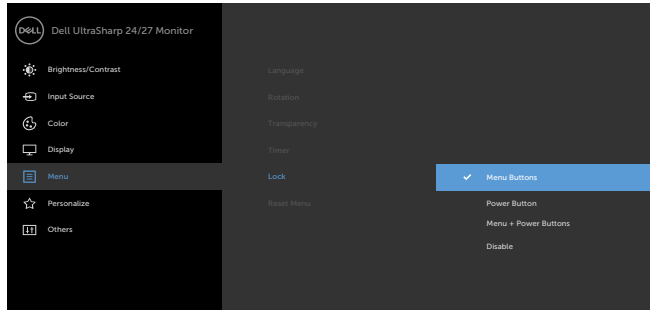 DELL Dell UltraSharp 24/27 Monitor
Brightness/Contrast
Language
Input Source
Rotation
Color
Transparency
Display
Timer
Menu
Lock
Menu Buttons
Personalize
Reset Menu
Power Button
Menu + Power Buttons
Others
Disable